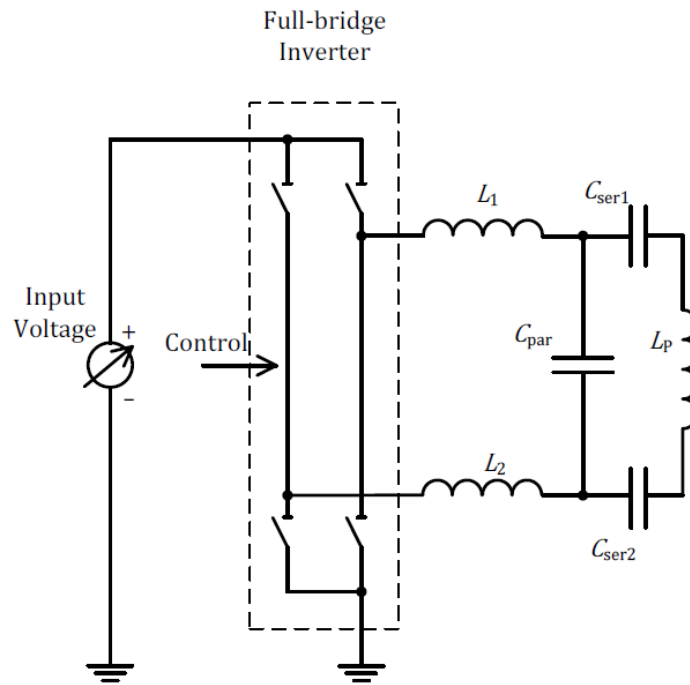 Full-bridge
Inverter
L1
Cser1
Input
Voltage
+
−
Control
Cpar
LP
L2
Cser2